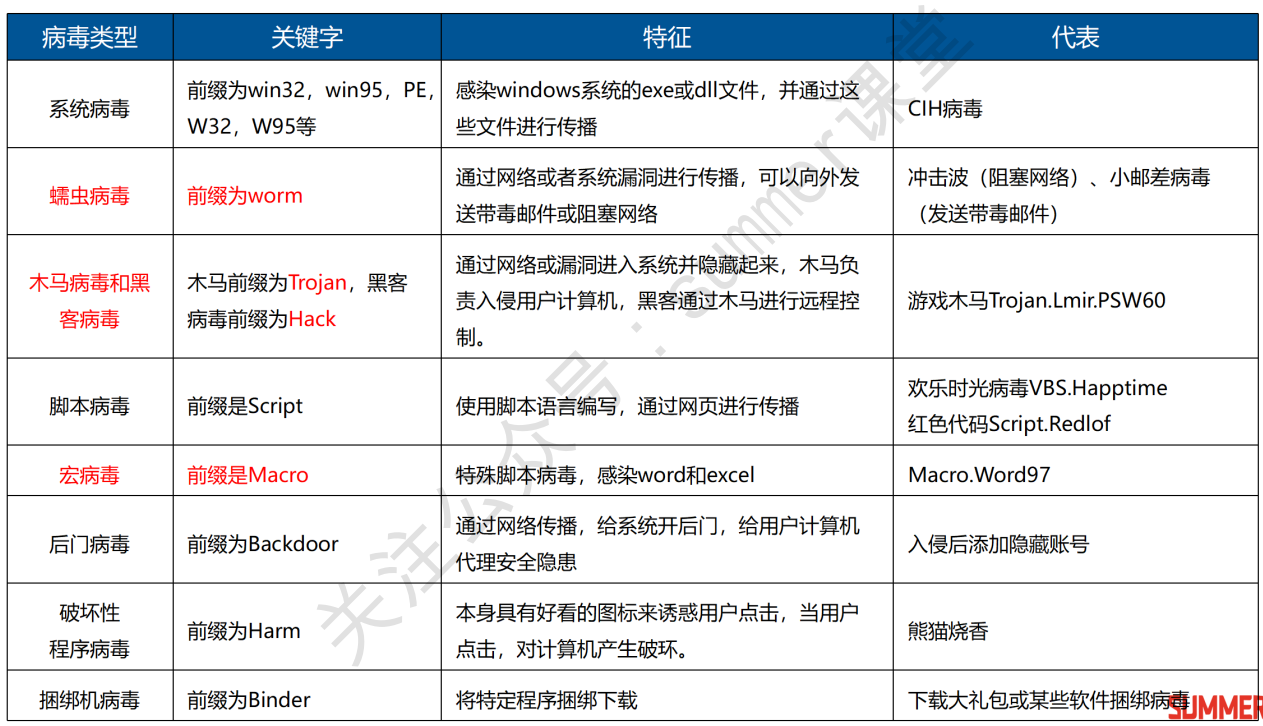 病毒类型 关键字 特征 代表
系统病毒
前缀为win32，win95，PE，
W32，W95等
感染windows系统的exe或dll文件，并通过这
些文件进行传播
CIH病毒
蠕虫病毒
前缀为worm
通过网络或者系统漏洞进行传播，可以向外发
送带毒邮件或阻塞网络
冲击波（阻塞网络）、小邮差病毒
（发送带毒邮件）
木马病毒和黑
客病毒
木马前缀为Trojan，黑客
病毒前缀为Hack
通过网络或漏洞进入系统并隐藏起来，木马负
责入侵用户计算机，黑客通过木马进行远程控
制。
游戏木马Trojan.Lmir.PSW60
脚本病毒
前缀是Script
使用脚本语言编写，通过网页进行传播
欢乐时光病毒VBS.Happtime
红色代码Script.Redlof
宏病毒
前缀是Macro
特殊脚本病毒，感染word和excel
Macro.Word97
后门病毒
前缀为Backdoor
通过网络传播，给系统开后门，给用户计算机
代理安全隐患
入侵后添加隐藏账号
破坏性
程序病毒
前缀为Harm
本身具有好看的图标来诱惑用户点击，当用户
点击，对计算机产生破环。
熊猫烧香
捆绑机病毒
前缀为Binder
将特定程序捆绑下载
下载大礼包或某些软件捆绑病毒
关注公众号：summer课堂
SUMMER